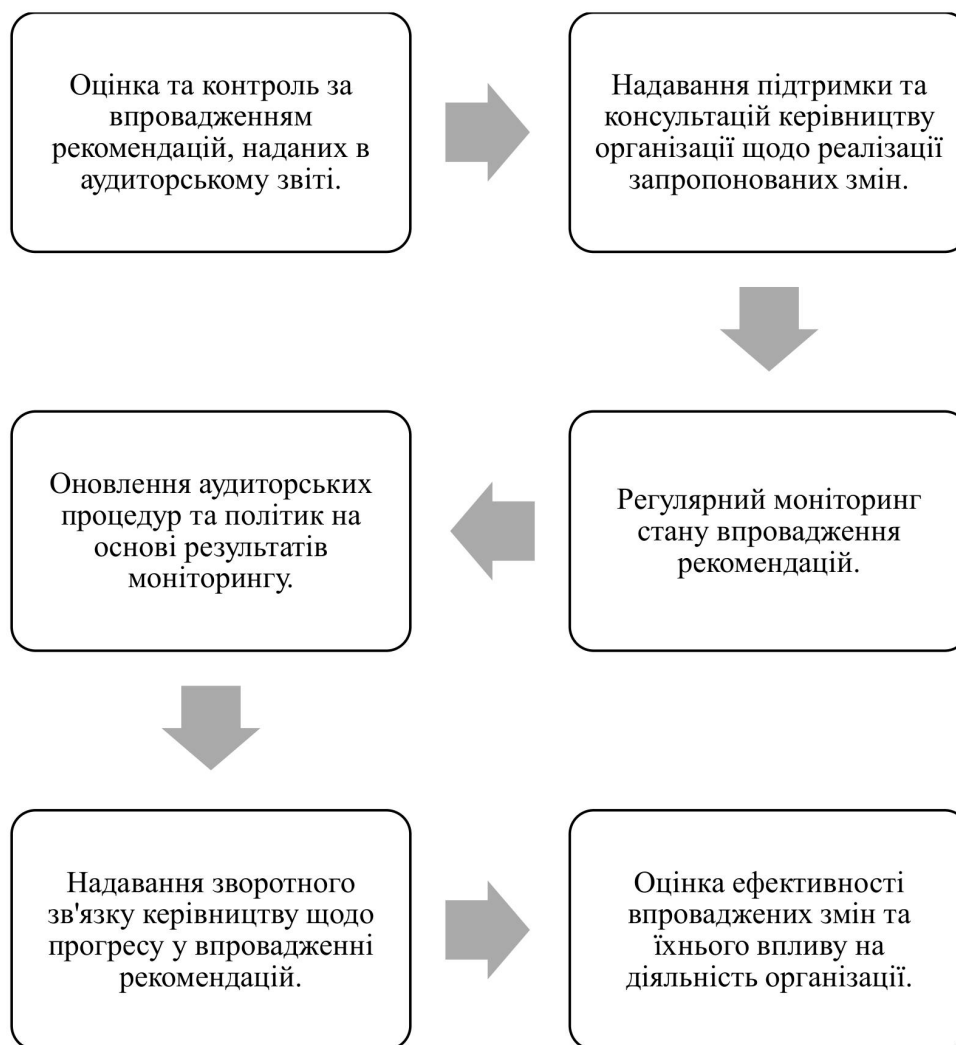 Оцінка та контроль за
впровадженням
рекомендацій, наданих в
аудиторському звіті.
Надавання підтримки та
консультацій керівництву
організації щодо реалізації
запропонованих змін.
Регулярний моніторинг
стану впровадження
рекомендацій.
Оновлення аудиторських
процедур та політик на
основі результатів
моніторингу.
Надавання зворотного
зв'язку керівництву щодо
прогресу у впровадженні
рекомендацій.
Оцінка ефективності
впроваджених змін та
їхнього впливу на
діяльність організації.